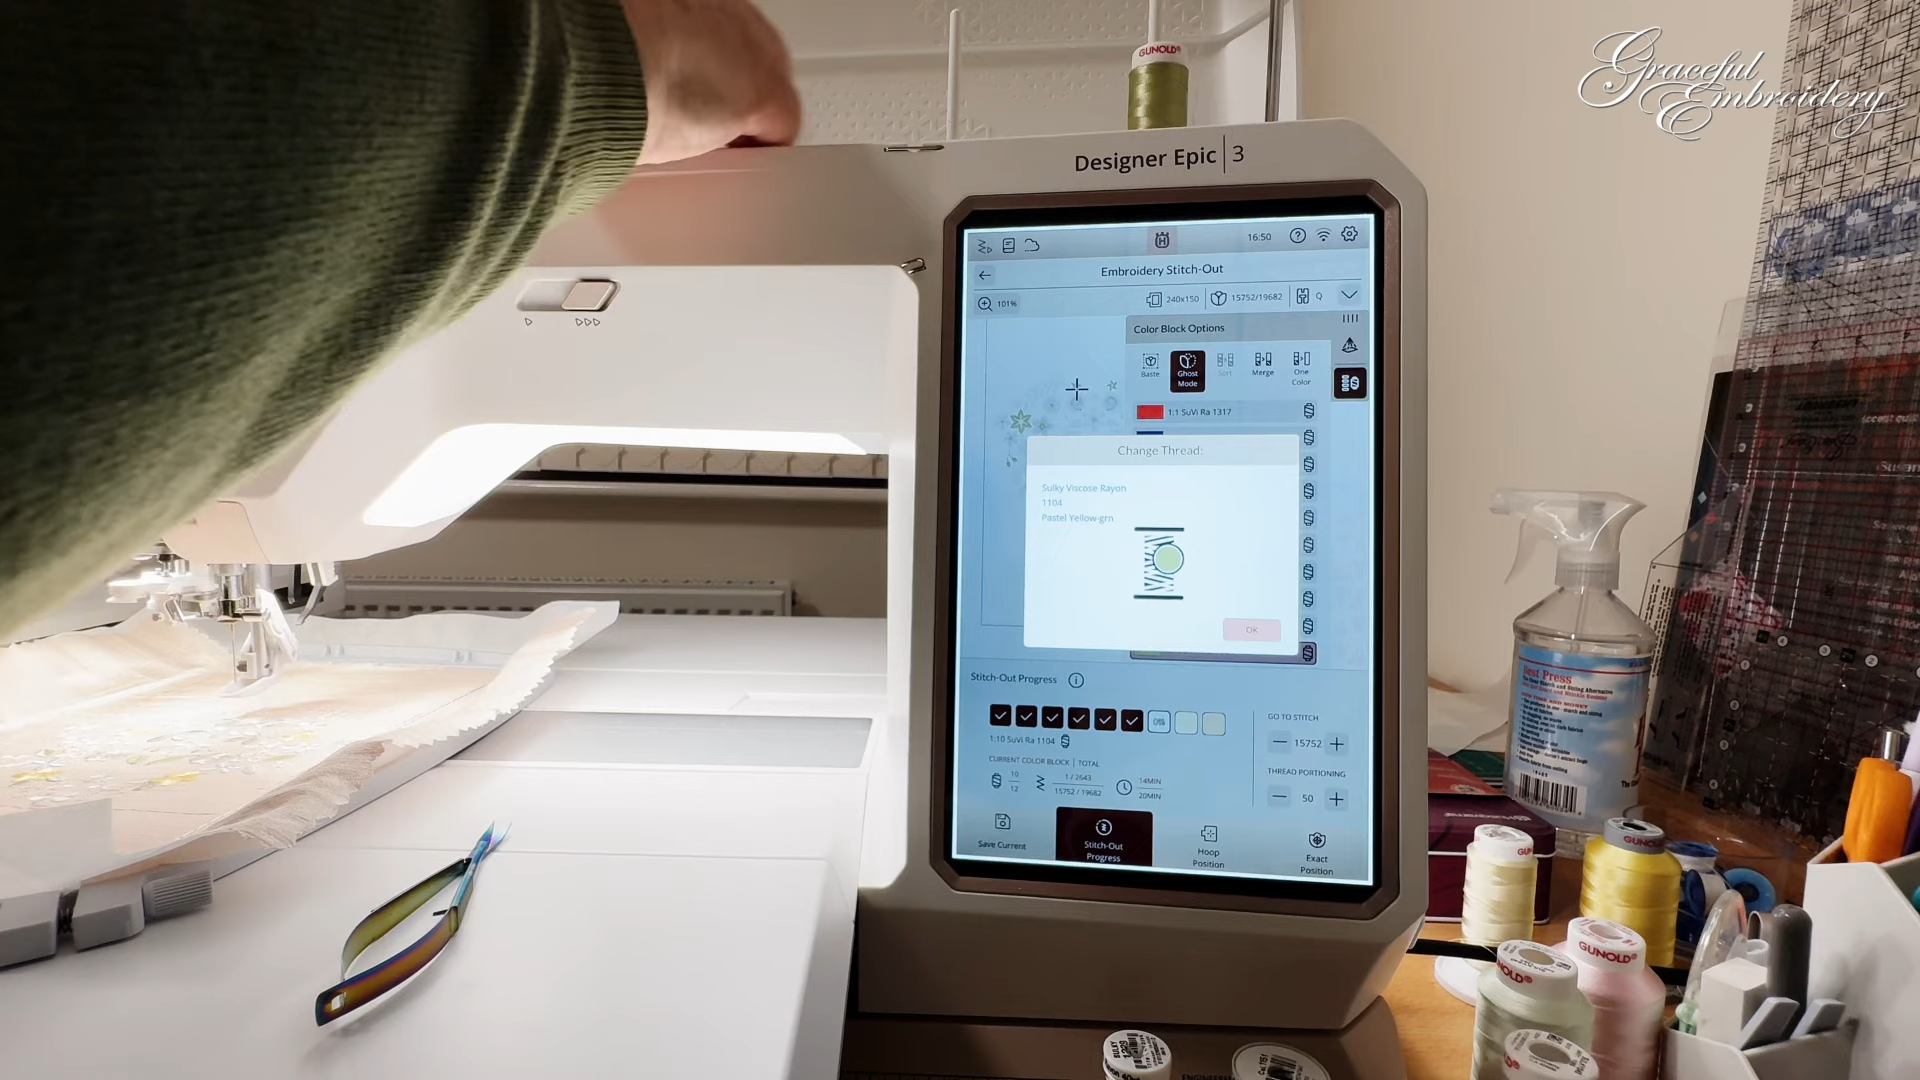 Graceful
Embroidery
GUNOLD®
Designer Epic 3
16:50
Embroidery Stitch-Out
101%
240x150
15752/19682
Q
Color Block Options
Baste
Ghost Mode
Sort
Merge
One Color
1:1 SuVi Ra 1317
Change Thread:
Sulky Viscose Rayon
1104
Pastel Yellow-grn
OK
Stitch-Out Progress
0%
1:10 SuVi Ra 1104
CURRENT COLOR BLOCK | TOTAL
10
12
1 / 2643
15752 / 19682
14MIN
20MIN
GO TO STITCH
15752
THREAD PORTIONING
50
Save Current
Stitch-Out Progress
Hoop Position
Exact Position
Best Press
GUNOLD
SULKY